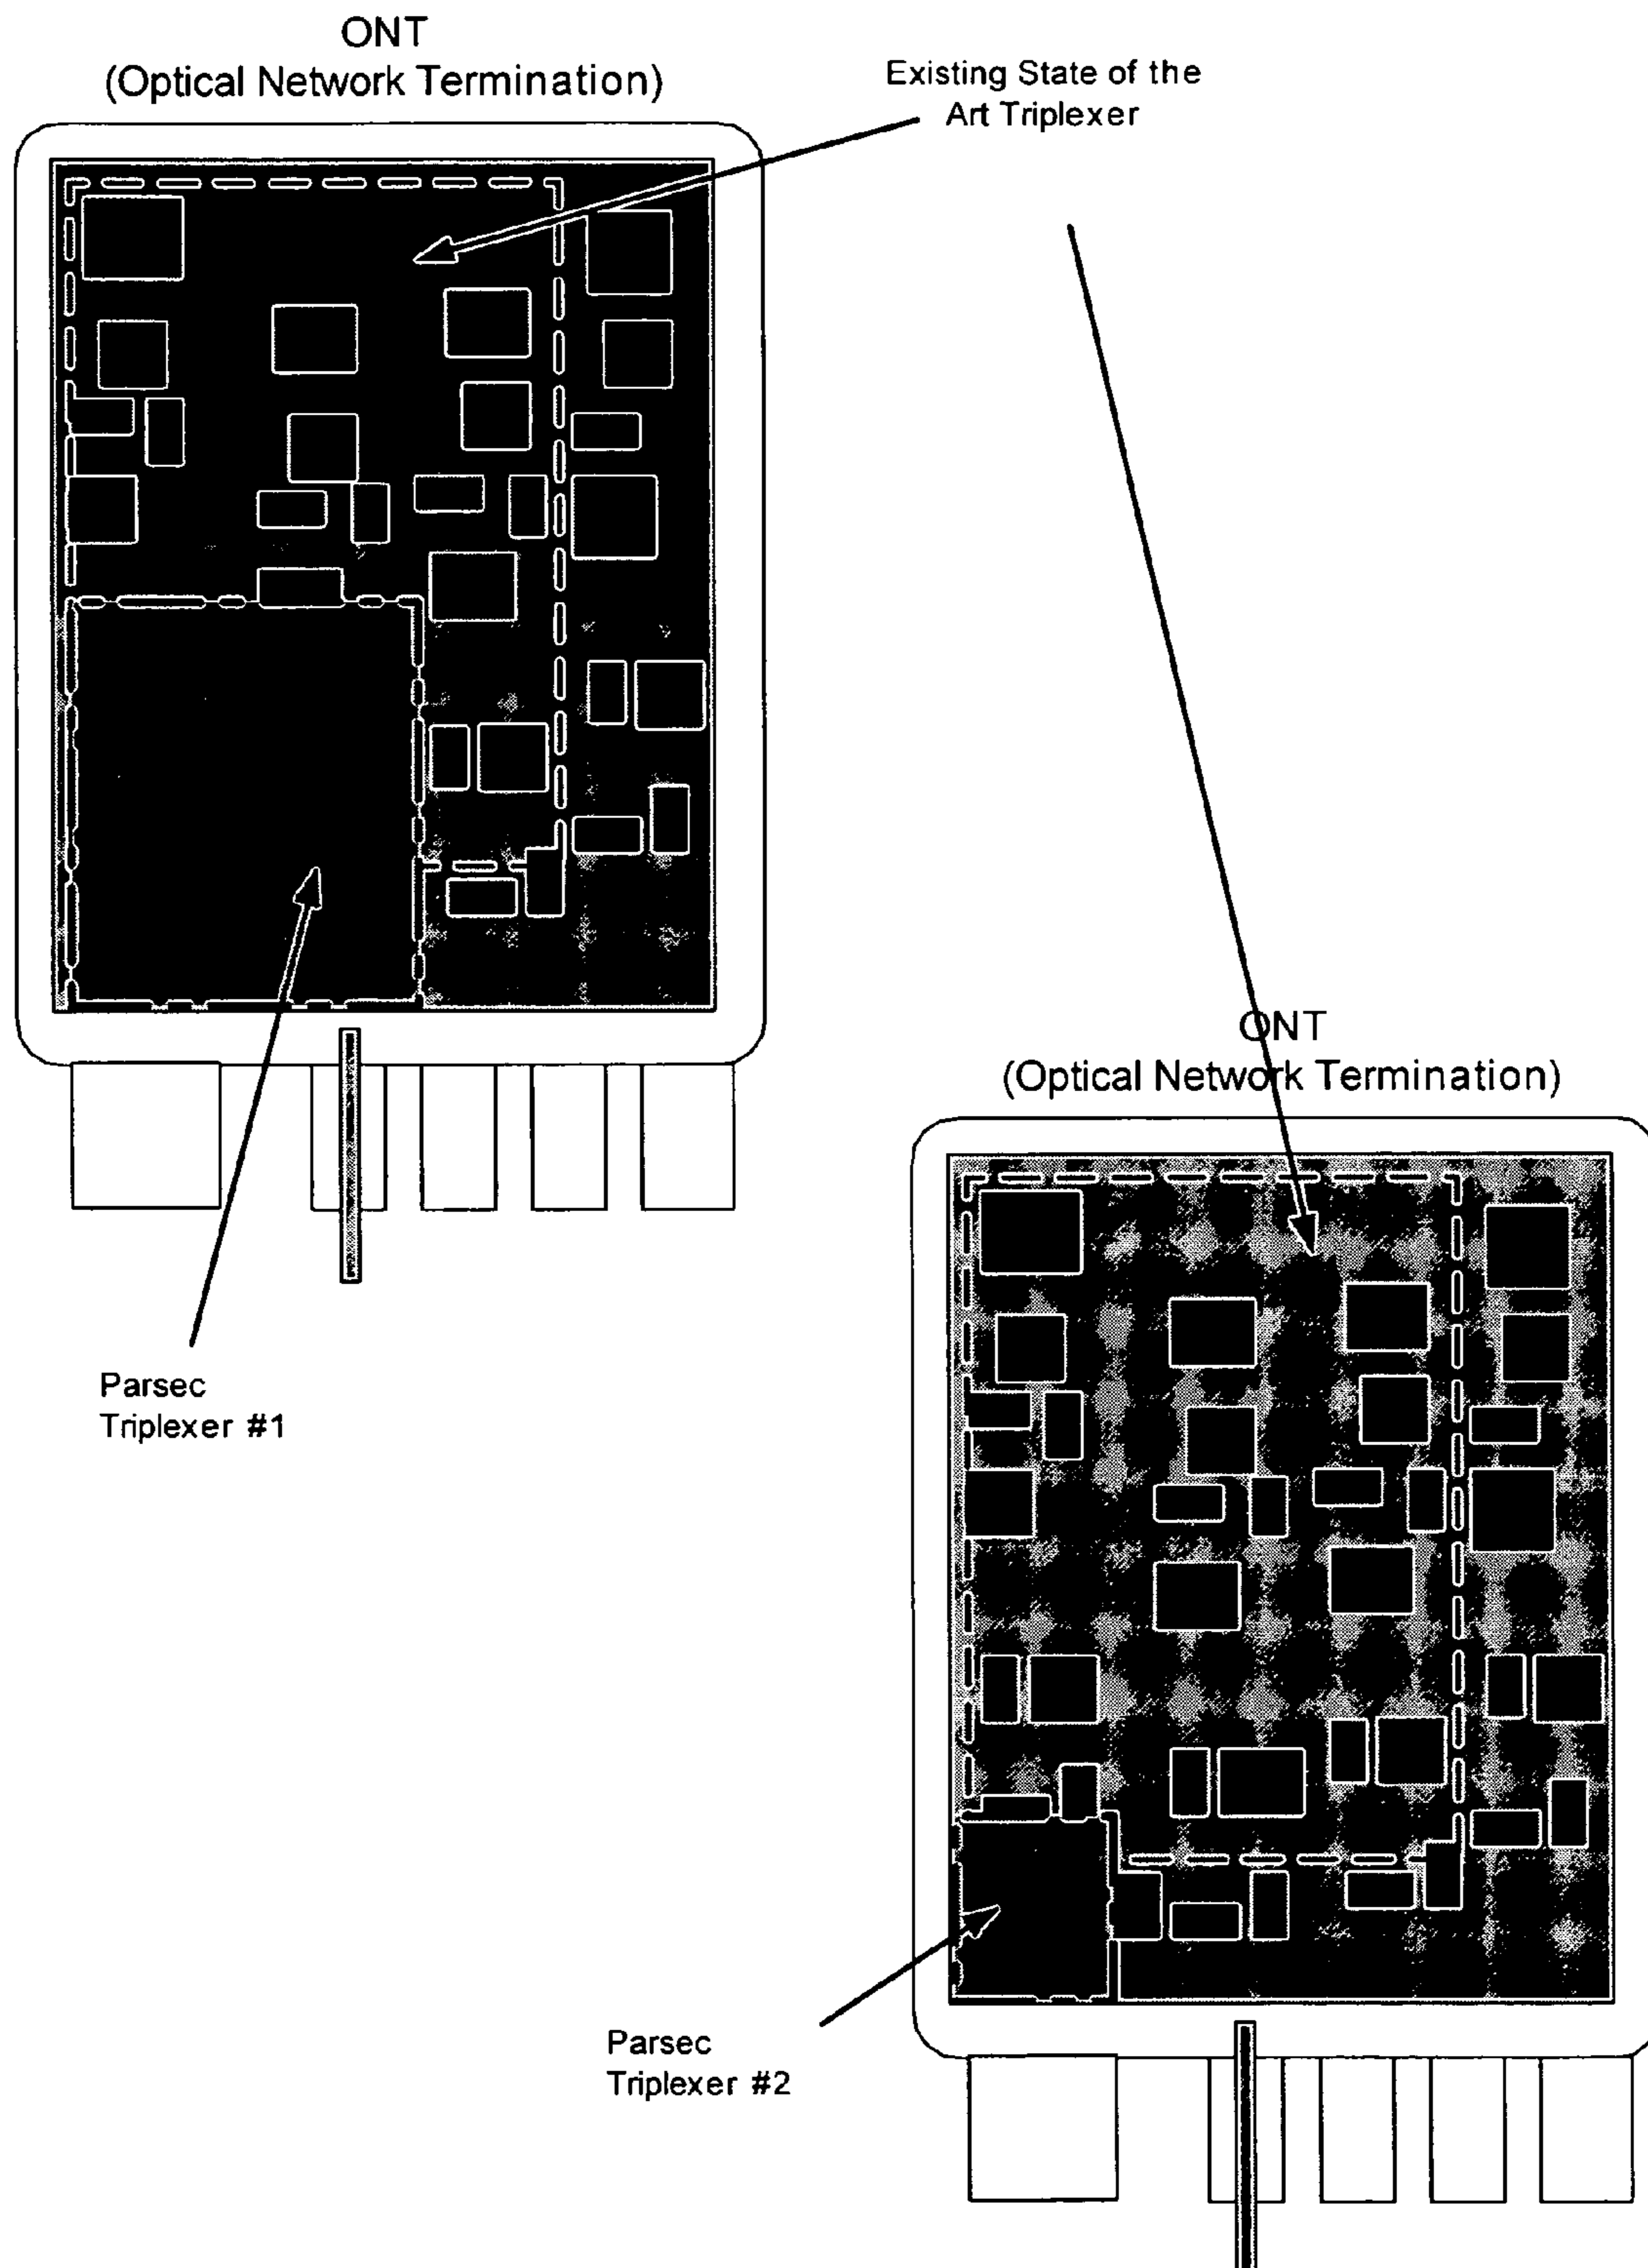 ONT
(Optical Network Termination)
Existing State of the
Art Triplexer
Parsec
Triplexer #1
ONT
(Optical Network Termination)
Parsec
Triplexer #2